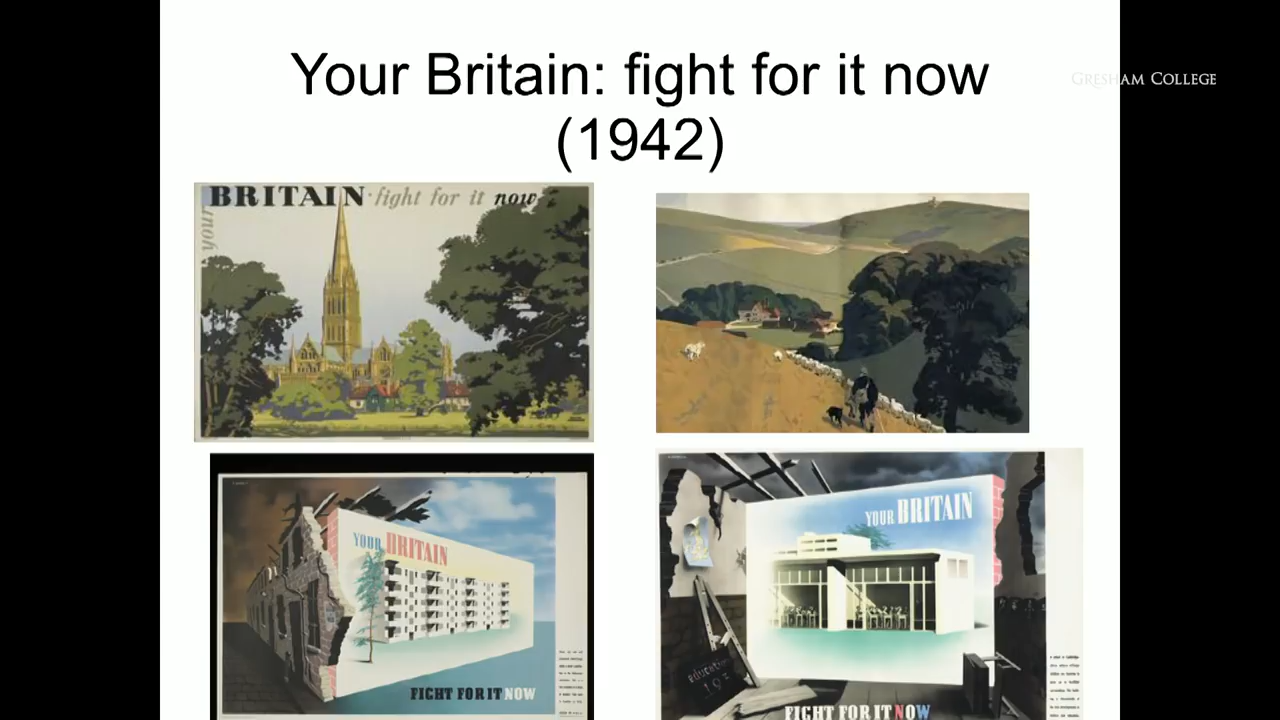 Your Britain: fight for it now
(1942)
GRESHAM COLLEGE
your
BRITAIN · fight for it now
YOUR BRITAIN
FIGHT FOR IT NOW
YOUR BRITAIN
education
FIGHT FOR IT NOW